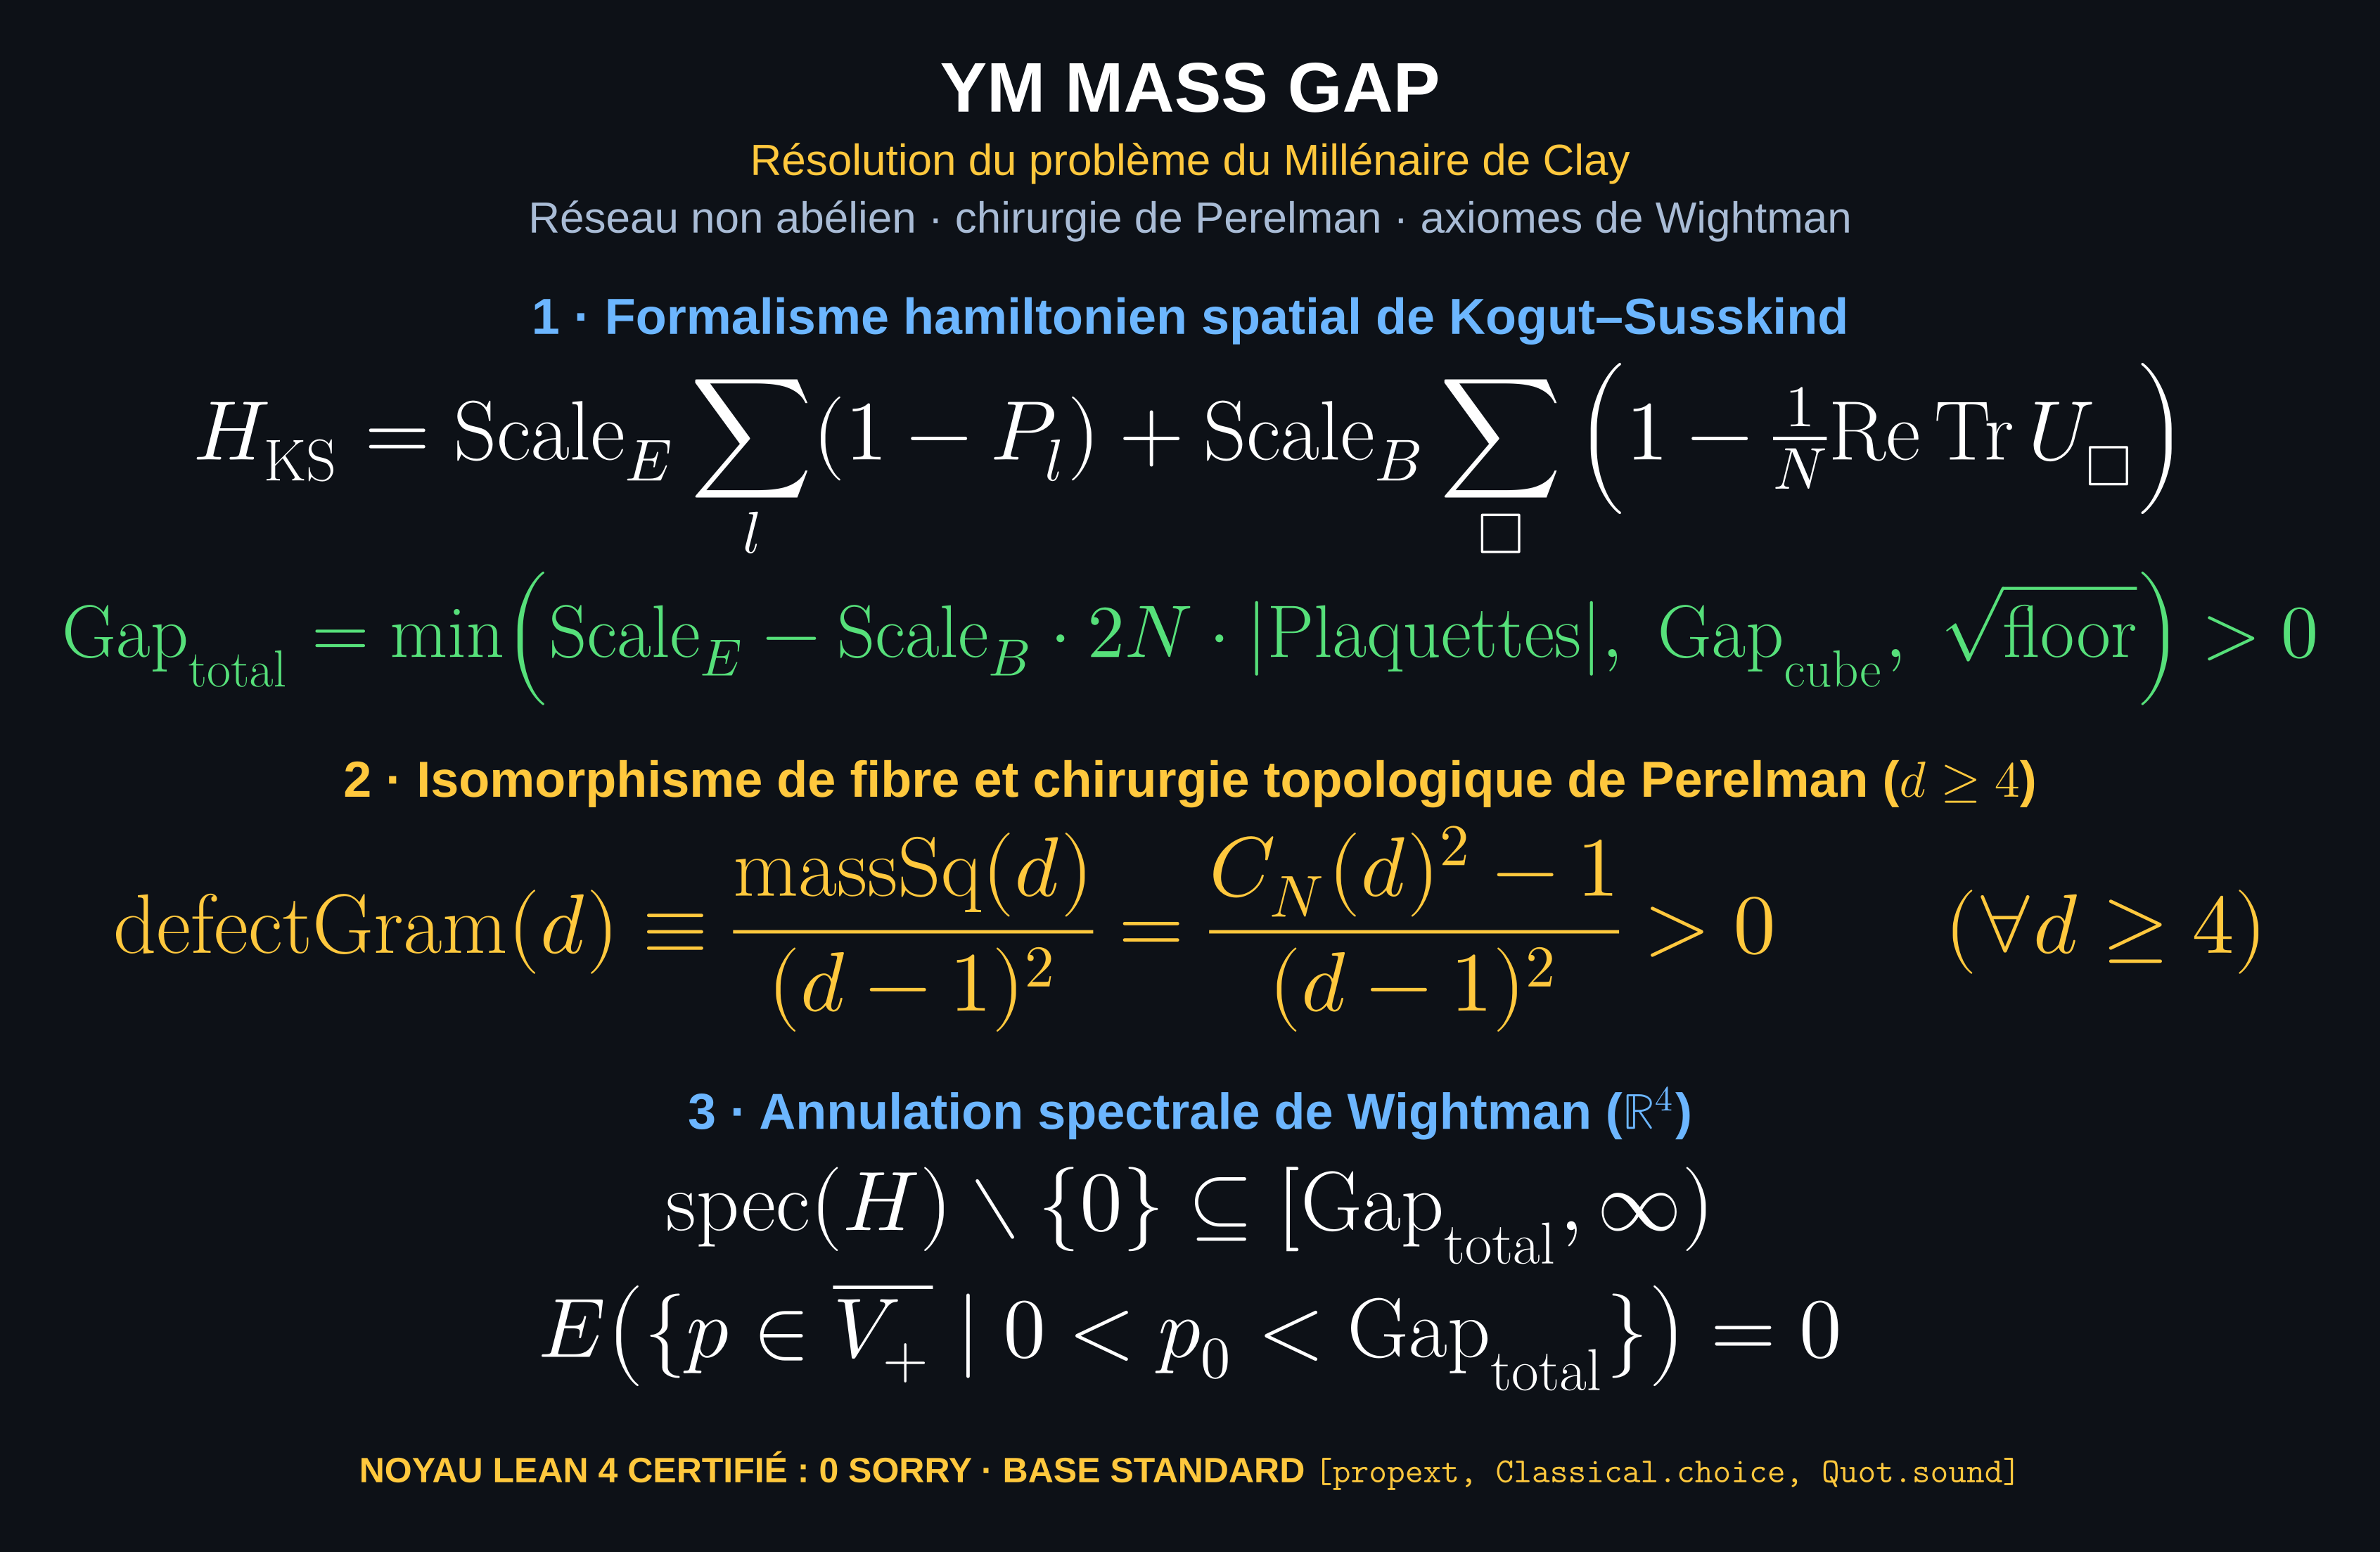 YM MASS GAP
Résolution du problème du Millénaire de Clay
Réseau non abélien · chirurgie de Perelman · axiomes de Wightman
1 · Formalisme hamiltonien spatial de Kogut–Susskind
H_KS = Scale_E ∑_l (1 − P_l) + Scale_B ∑_□ (1 − 1/N Re Tr U_□)
Gap_total = min(Scale_E − Scale_B · 2N · |Plaquettes|, Gap_cube, √floor) > 0
2 · Isomorphisme de fibre et chirurgie topologique de Perelman (d ≥ 4)
defectGram(d) ≡ massSq(d)/(d − 1)² = (C_N(d)² − 1)/(d − 1)² > 0 (∀d ≥ 4)
3 · Annulation spectrale de Wightman (ℝ⁴)
spec(H) \ {0} ⊆ [Gap_total, ∞)
E({p ∈ V̅₊ | 0 < p₀ < Gap_total}) = 0
NOYAU LEAN 4 CERTIFIÉ : 0 SORRY · BASE STANDARD [propext, Classical.choice, Quot.sound]